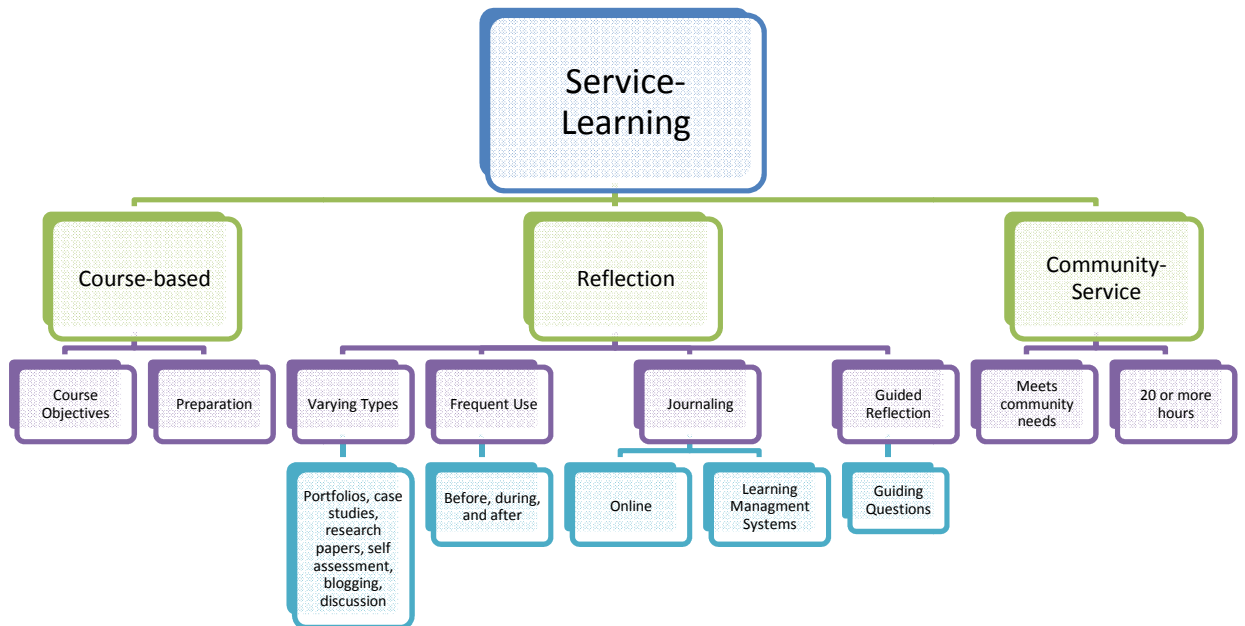 Service-
Learning
Course-based
Reflection
Community-
Service
Course
Objectives
Preparation
Varying Types
Frequent Use
Journaling
Guided
Reflection
Meets
community
needs
20 or more
hours
Portfolios, case
studies,
research
papers, self
assessment,
blogging,
discussion
Before, during,
and after
Online
Learning
Managment
Systems
Guiding
Questions